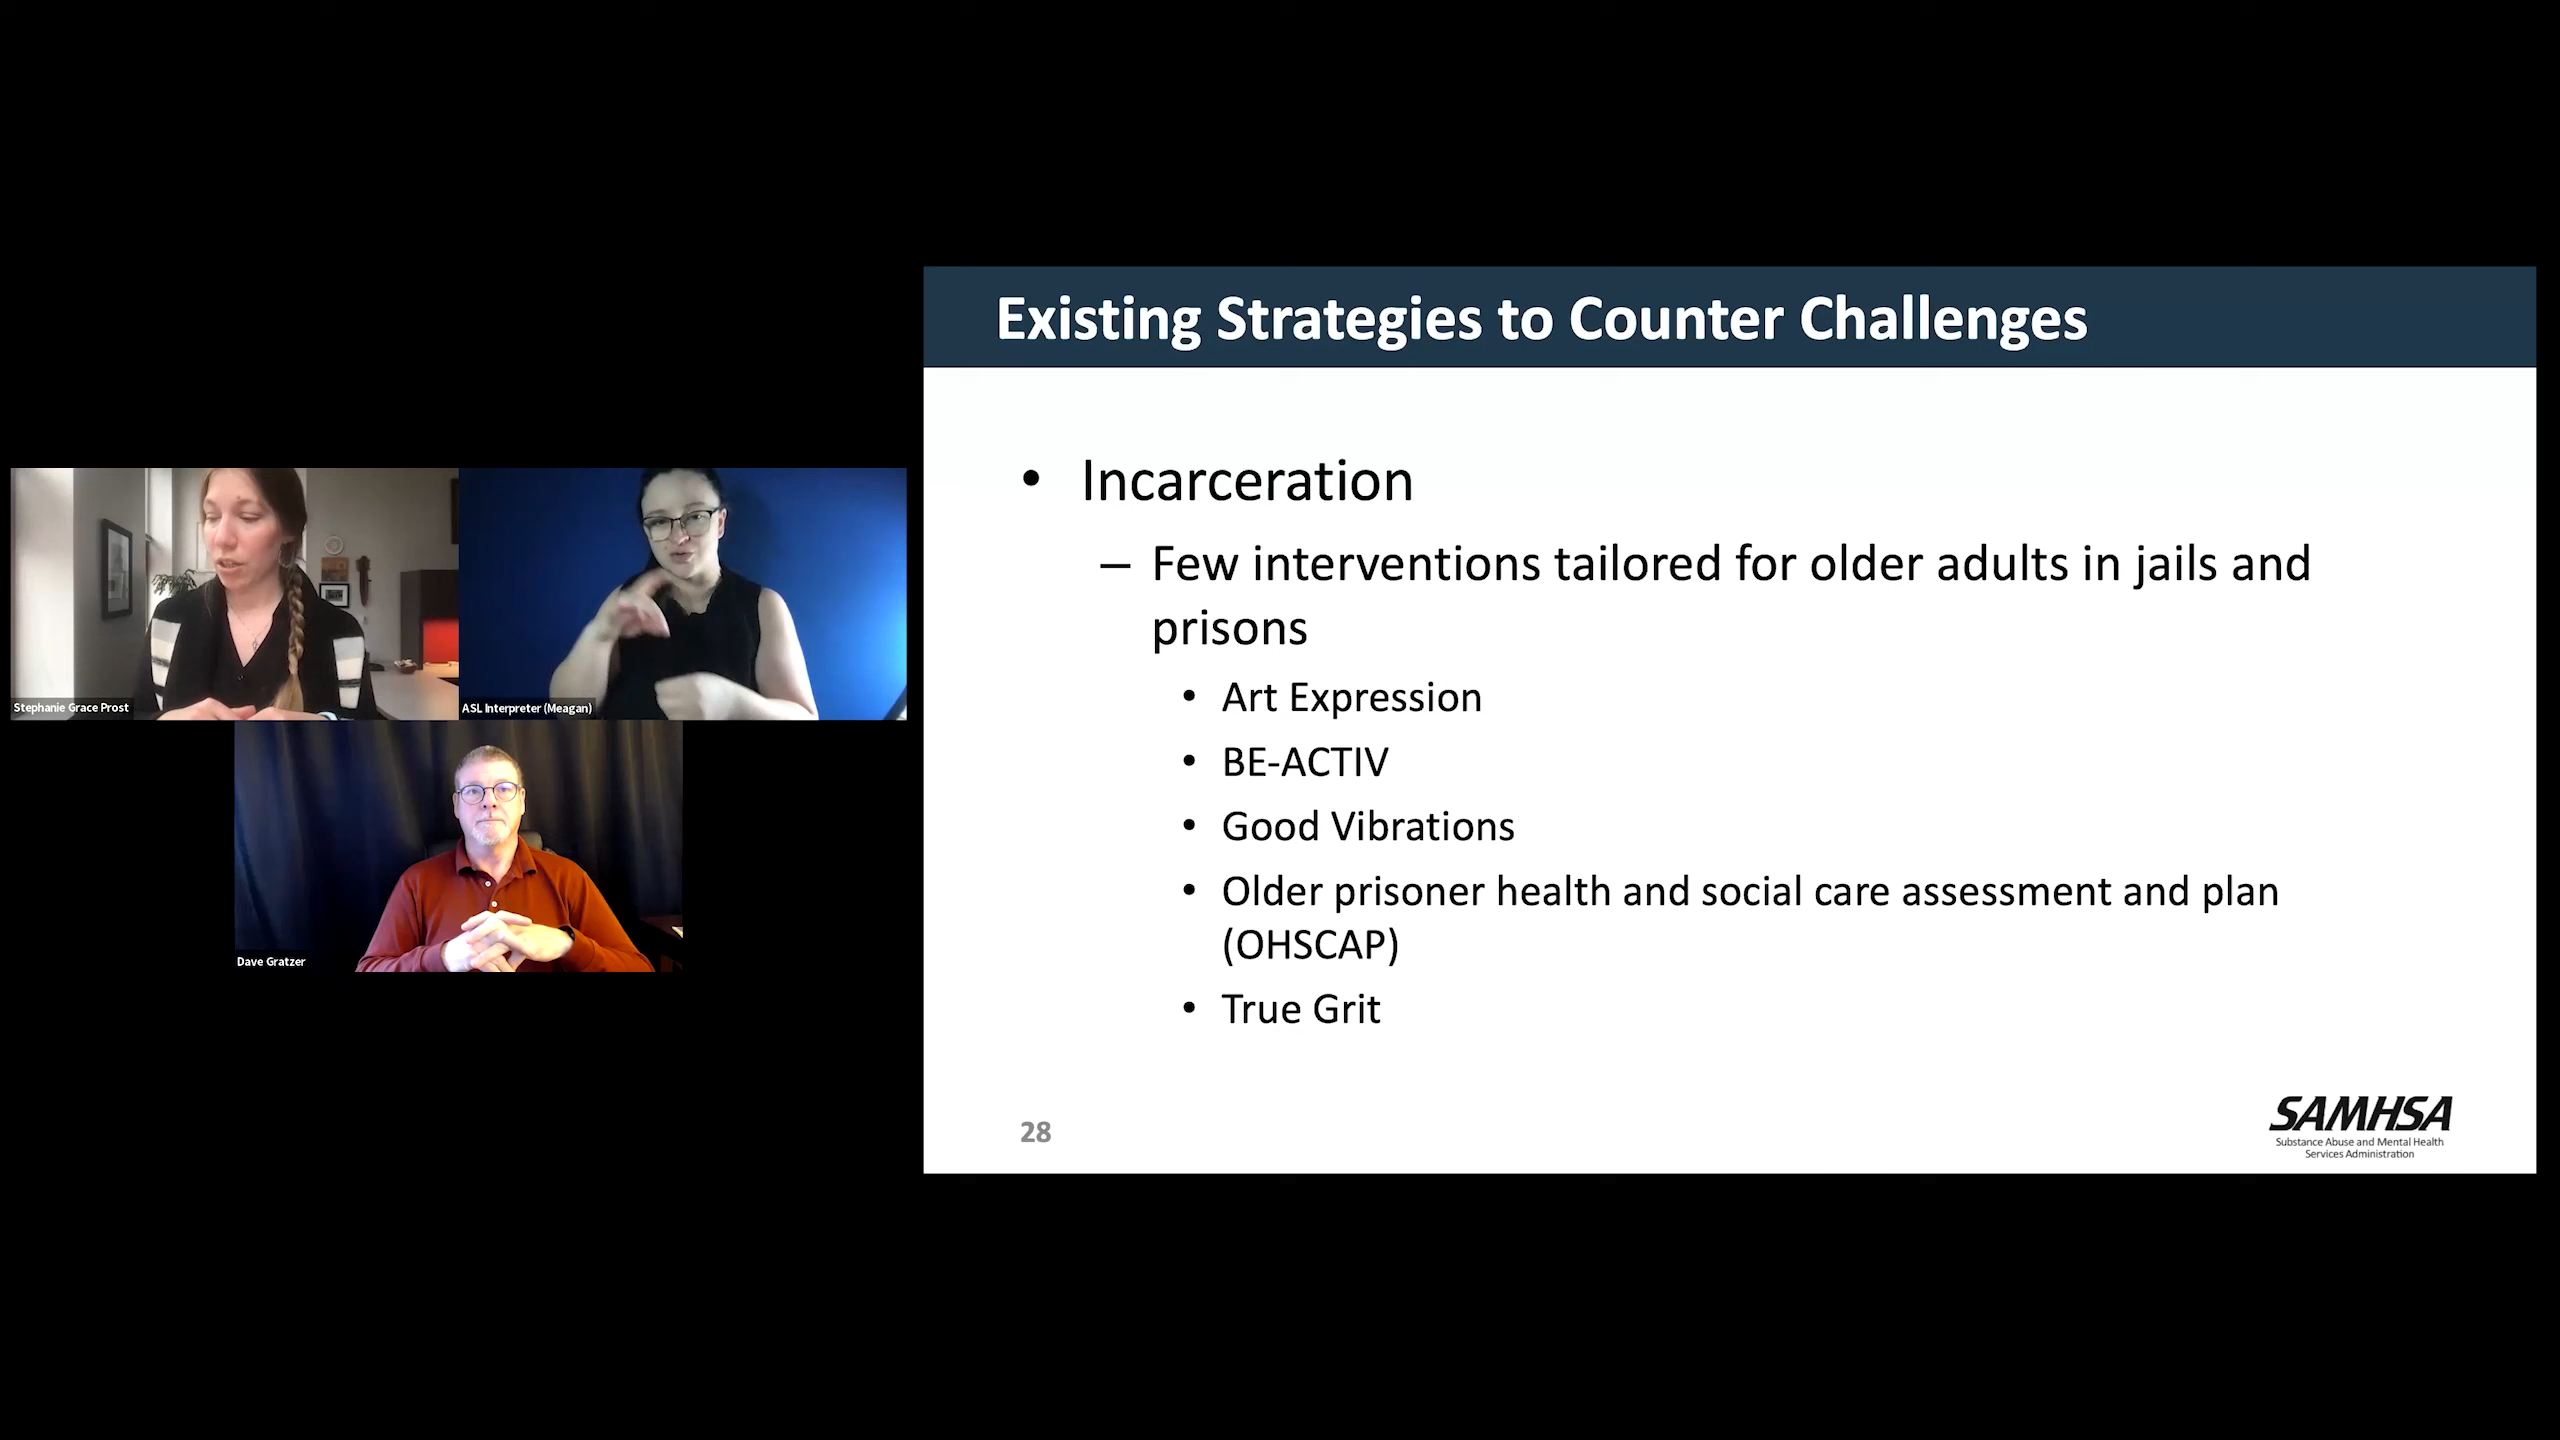 Existing Strategies to Counter Challenges
• Incarceration
– Few interventions tailored for older adults in jails and
prisons
• Art Expression
• BE-ACTIV
• Good Vibrations
• Older prisoner health and social care assessment and plan
(OHSCAP)
• True Grit
28
SAMHSA
Substance Abuse and Mental Health
Services Administration
Stephanie Grace Prost
ASL Interpreter (Meagan)
Dave Gratzer